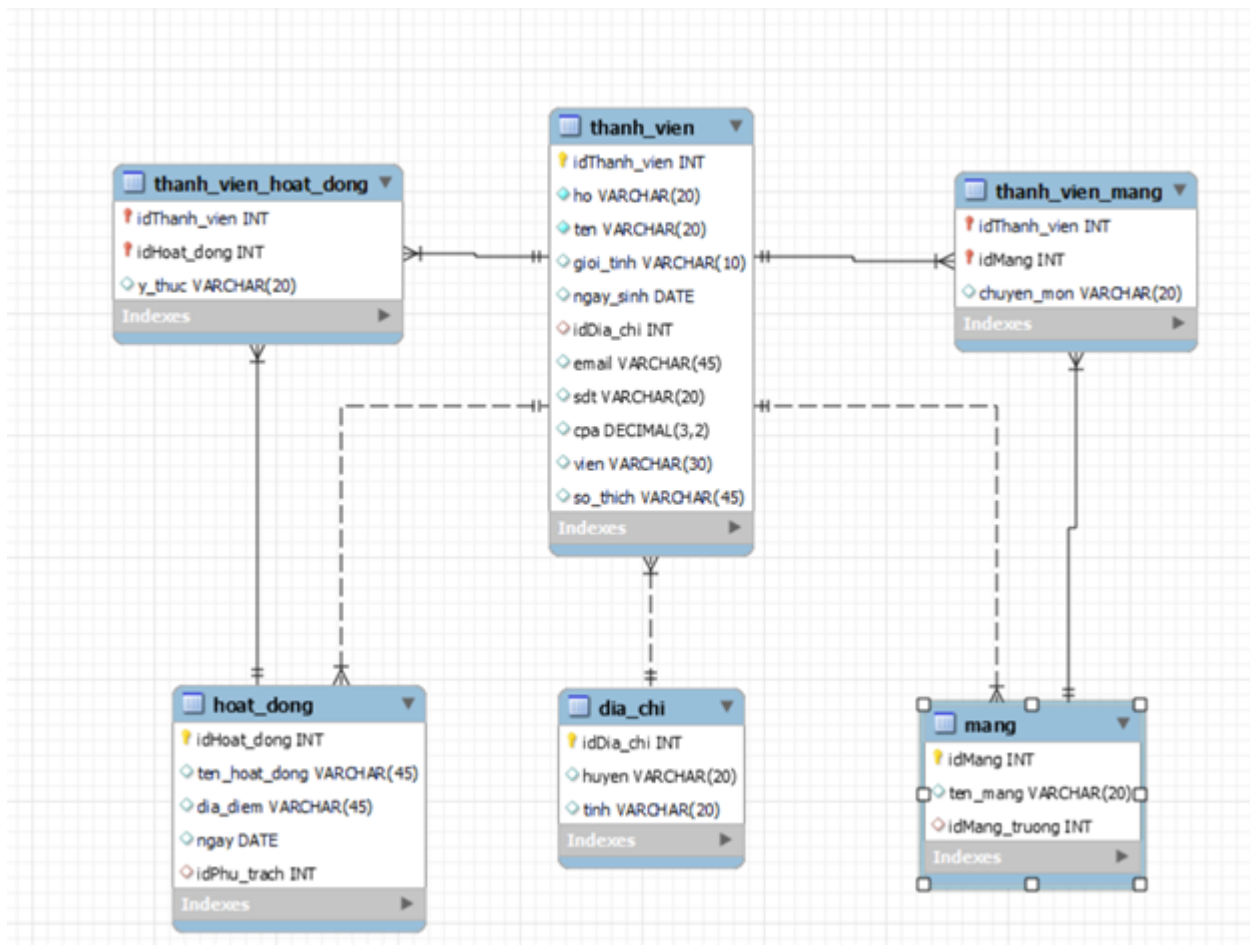 thanh_vien
idThanh_vien INT
ho VARCHAR(20)
ten VARCHAR(20)
gioi_tinh VARCHAR(10)
ngay_sinh DATE
idDia_chi INT
email VARCHAR(45)
sdt VARCHAR(20)
cpa DECIMAL(3,2)
vien VARCHAR(30)
so_thich VARCHAR(45)
Indexes
thanh_vien_hoat_dong
idThanh_vien INT
idHoat_dong INT
y_thuc VARCHAR(20)
Indexes
thanh_vien_mang
idThanh_vien INT
idMang INT
chuyen_mon VARCHAR(20)
Indexes
hoat_dong
idHoat_dong INT
ten_hoat_dong VARCHAR(45)
dia_diem VARCHAR(45)
ngay DATE
idPhu_trach INT
Indexes
dia_chi
idDia_chi INT
huyen VARCHAR(20)
tinh VARCHAR(20)
Indexes
mang
idMang INT
ten_mang VARCHAR(20)
idMang_truong INT
Indexes